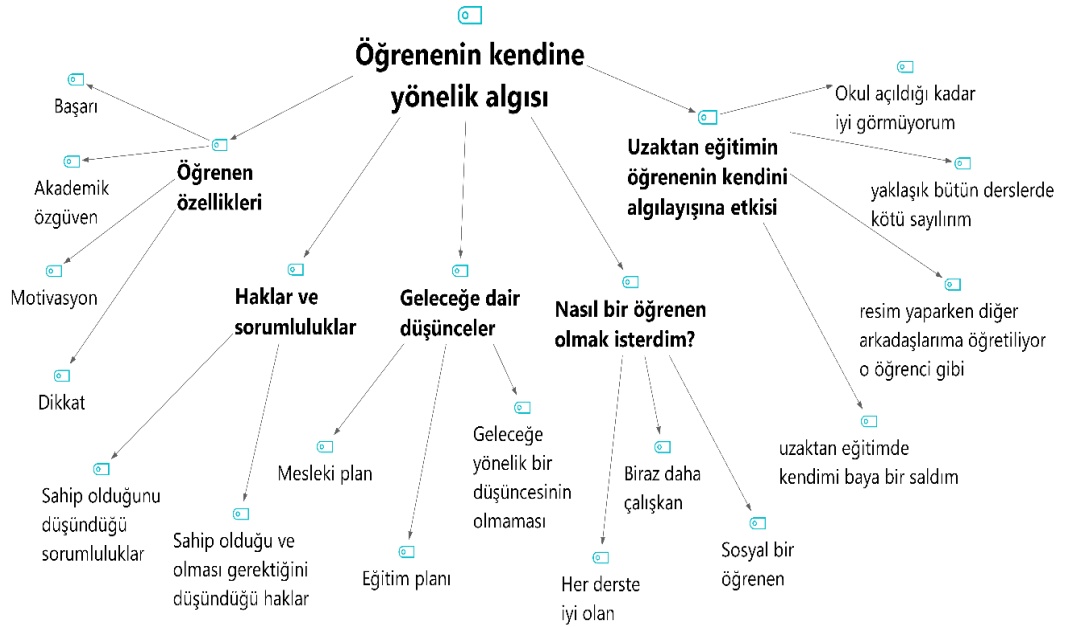 Öğrenenin kendine
yönelik algısı
Öğrenen
özellikleri
Başarı
Akademik
özgüven
Motivasyon
Dikkat
Haklar ve
sorumluluklar
Sahip olduğunu
düşündüğü
sorumluluklar
Sahip olduğu ve
olması gerektiğini
düşündüğü haklar
Geleceğe dair
düşünceler
Mesleki plan
Eğitim planı
Geleceğe
yönelik bir
düşüncesinin
olmaması
Nasıl bir öğrenen
olmak isterdim?
Her derste
iyi olan
Biraz daha
çalışkan
Sosyal bir
öğrenen
Uzaktan eğitimin
öğrenenin kendini
algılayışına etkisi
Okul açıldığı kadar
iyi görmüyorum
yaklaşık bütün derslerde
kötü sayılırım
resim yaparken diğer
arkadaşlarıma öğretiliyor
o öğrenci gibi
uzaktan eğitimde
kendimi baya bir saldım